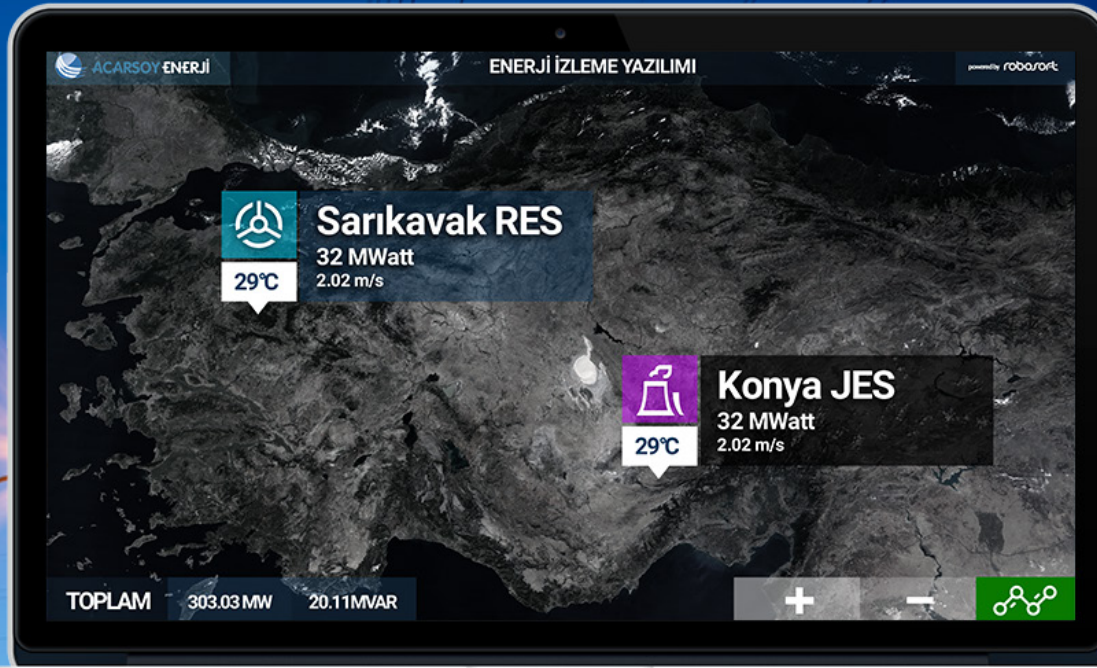 ACARSOY ENERJİ
ENERJİ İZLEME YAZILIMI
powered by robosoft
Sarıkavak RES
32 MWatt
2.02 m/s
29°C
Konya JES
32 MWatt
2.02 m/s
29°C
TOPLAM 303.03 MW 20.11MVAR